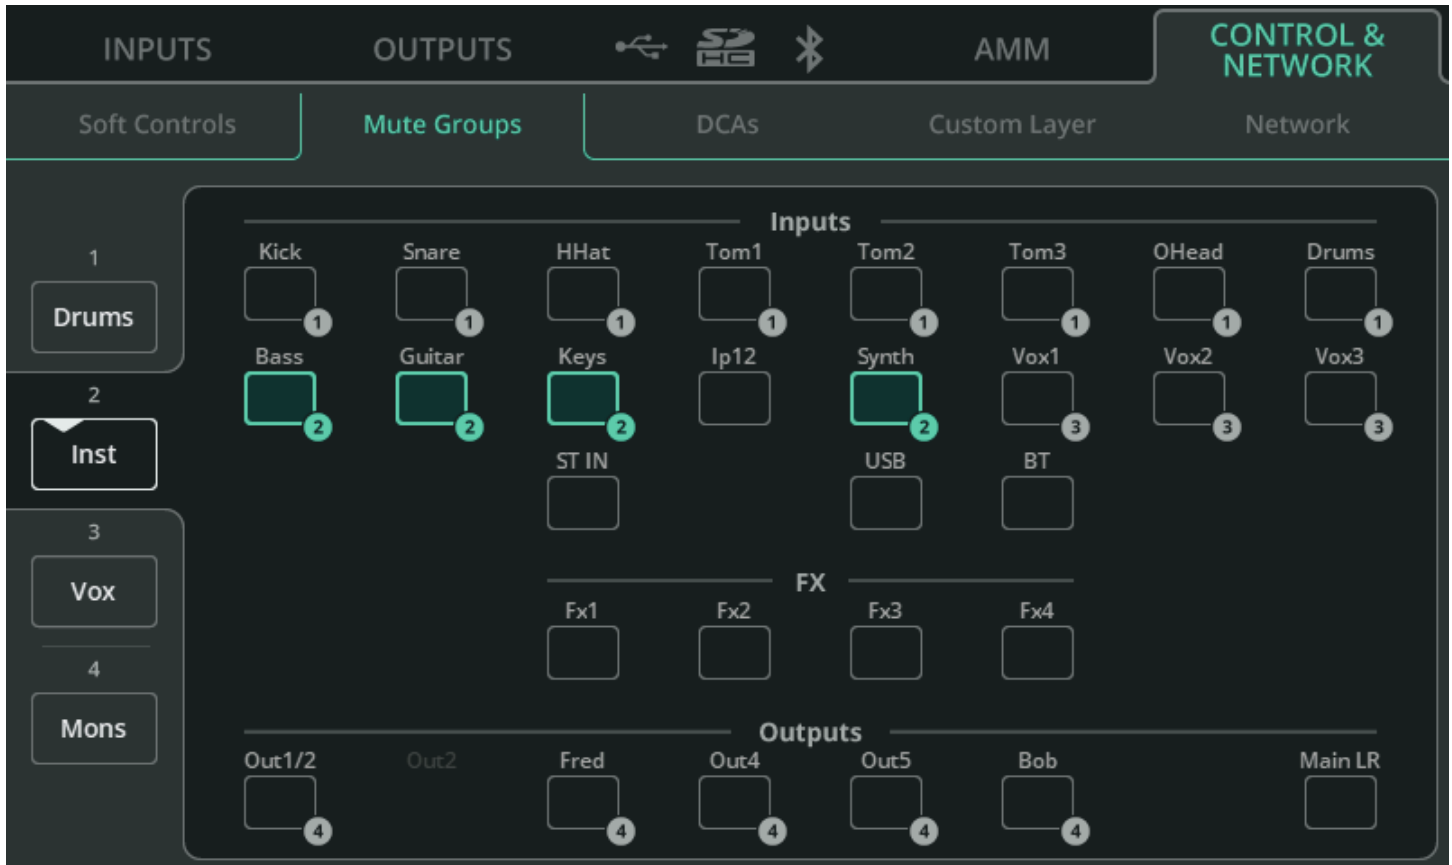 INPUTS OUTPUTS SD HC AMM CONTROL &
NETWORK
Soft Controls Mute Groups DCAs Custom Layer Network
Inputs
1 Kick Snare HHat Tom1 Tom2 Tom3 OHead Drums
Drums 1 1 1 1 1 1 1 1
Bass Guitar Keys Ip12 Synth Vox1 Vox2 Vox3
2
2 2 2 2 3 3 3
Inst ST IN USB BT
3
FX
Vox Fx1 Fx2 Fx3 Fx4
4
Mons Outputs
Out1/2 Out2 Fred Out4 Out5 Bob Main LR
4 4 4 4 4